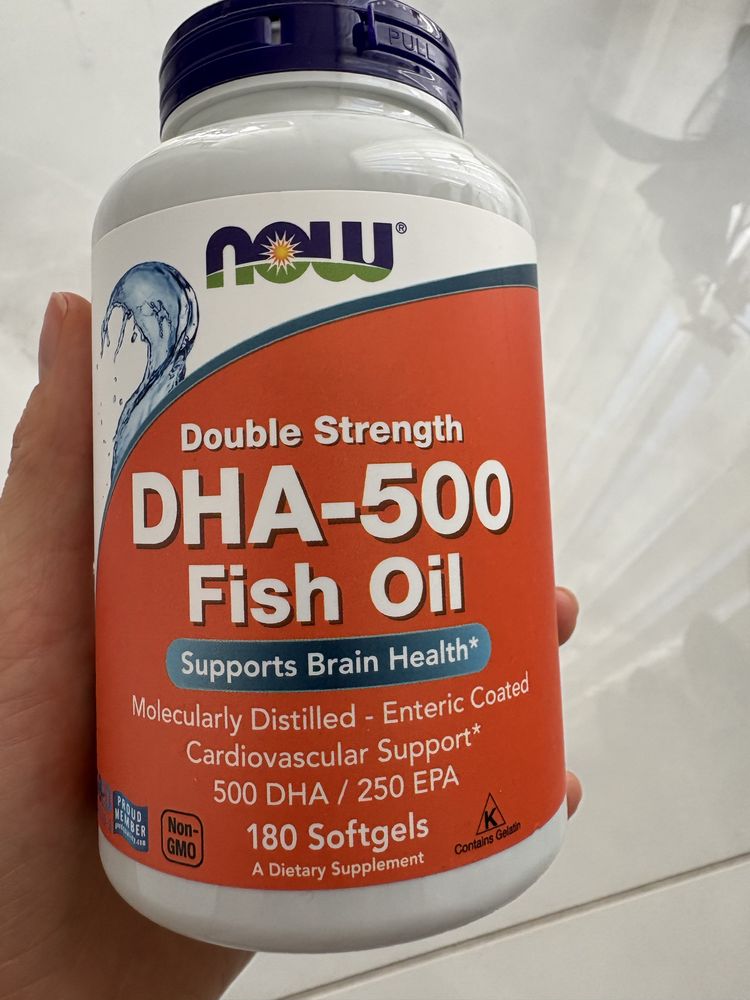 PULL
NOW®
Double Strength
DHA-500
Fish Oil
Supports Brain Health*
Molecularly Distilled - Enteric Coated
Cardiovascular Support*
500 DHA / 250 EPA
180 Softgels
A Dietary Supplement
PROUD
MEMBER
Non-
GMO
K
Contains Gelatin